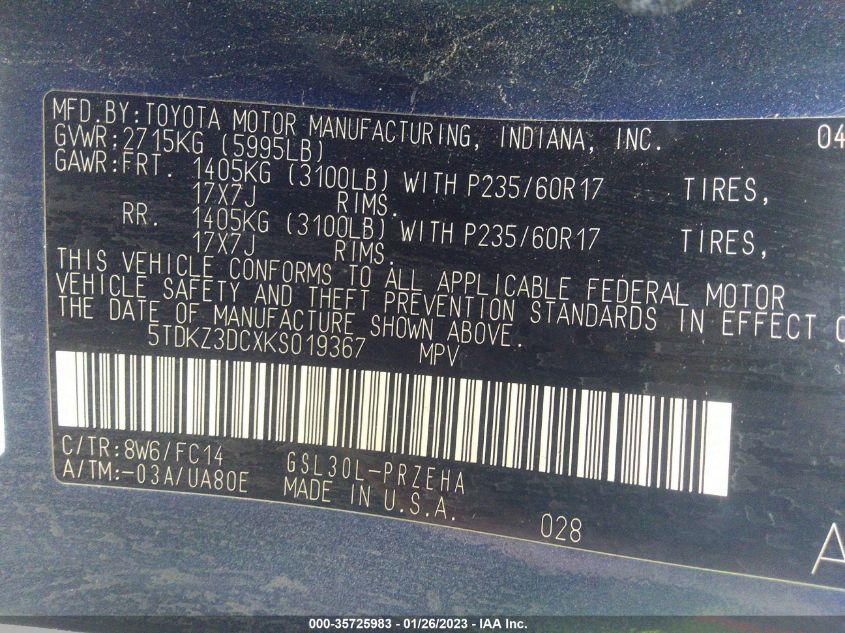 MFD.BY:TOYOTA MOTOR MANUFACTURING, INDIANA, INC. 04
GVWR:2715KG (5995LB)
GAWR:FRT. 1405KG (3100LB) WITH P235/60R17 TIRES,
17X7J RIMS.
RR. 1405KG (3100LB) WITH P235/60R17 TIRES,
17X7J RIMS.
THIS VEHICLE CONFORMS TO ALL APPLICABLE FEDERAL MOTOR
VEHICLE SAFETY AND THEFT PREVENTION STANDARDS IN EFFECT O
THE DATE OF MANUFACTURE SHOWN ABOVE.
5TDKZ3DCXKS019367 MPV
C/TR:8W6/FC14 GSL30L-PRZEHA
A/TM:-03A/UA80E MADE IN U.S.A.
028
A
000-35725983 - 01/26/2023 - IAA Inc.